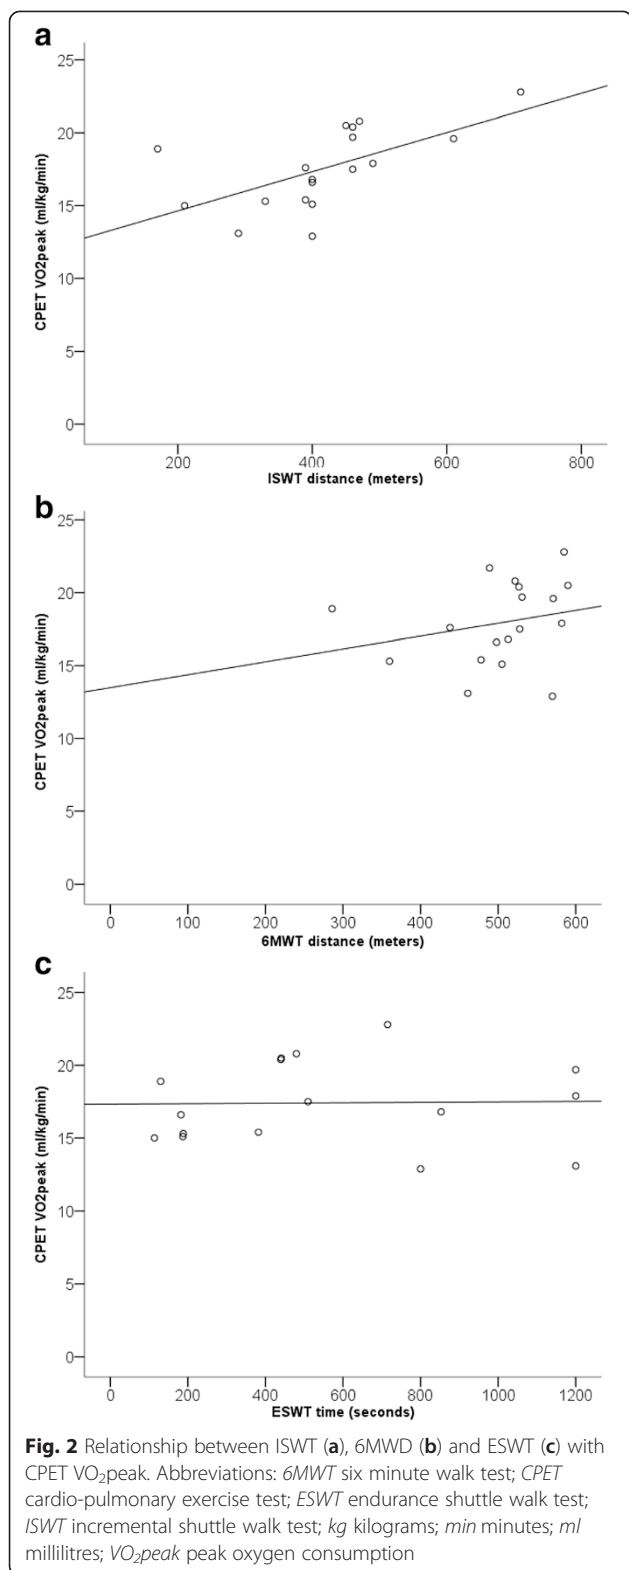 a
CPET VO2peak (ml/kg/min)
25
20
15
10
5
0
200 400 600 800
ISWT distance (meters)
b
CPET VO2peak (ml/kg/min)
25
20
15
10
5
0
0 100 200 300 400 500 600
6MWT distance (meters)
c
CPET VO2peak (ml/kg/min)
25
20
15
10
5
0
0 200 400 600 800 1000 1200
ESWT time (seconds)
Fig. 2 Relationship between ISWT (a), 6MWD (b) and ESWT (c) with
CPET VO₂peak. Abbreviations: 6MWT six minute walk test; CPET
cardio-pulmonary exercise test; ESWT endurance shuttle walk test;
ISWT incremental shuttle walk test; kg kilograms; min minutes; ml
millilitres; VO₂peak peak oxygen consumption